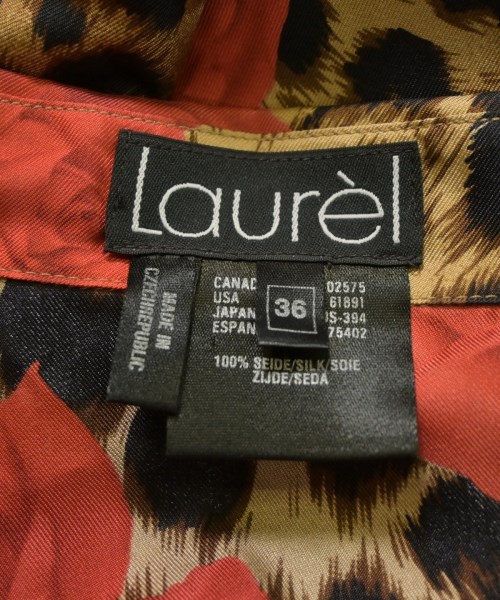 Laurèl
MADE IN
CZECH REPUBLIC
36
CANAD 02575
USA 61891
JAPAN IS-394
ESPAN 75402
100% SEIDE/SILK/SOIE
ZIJDE/SEDA